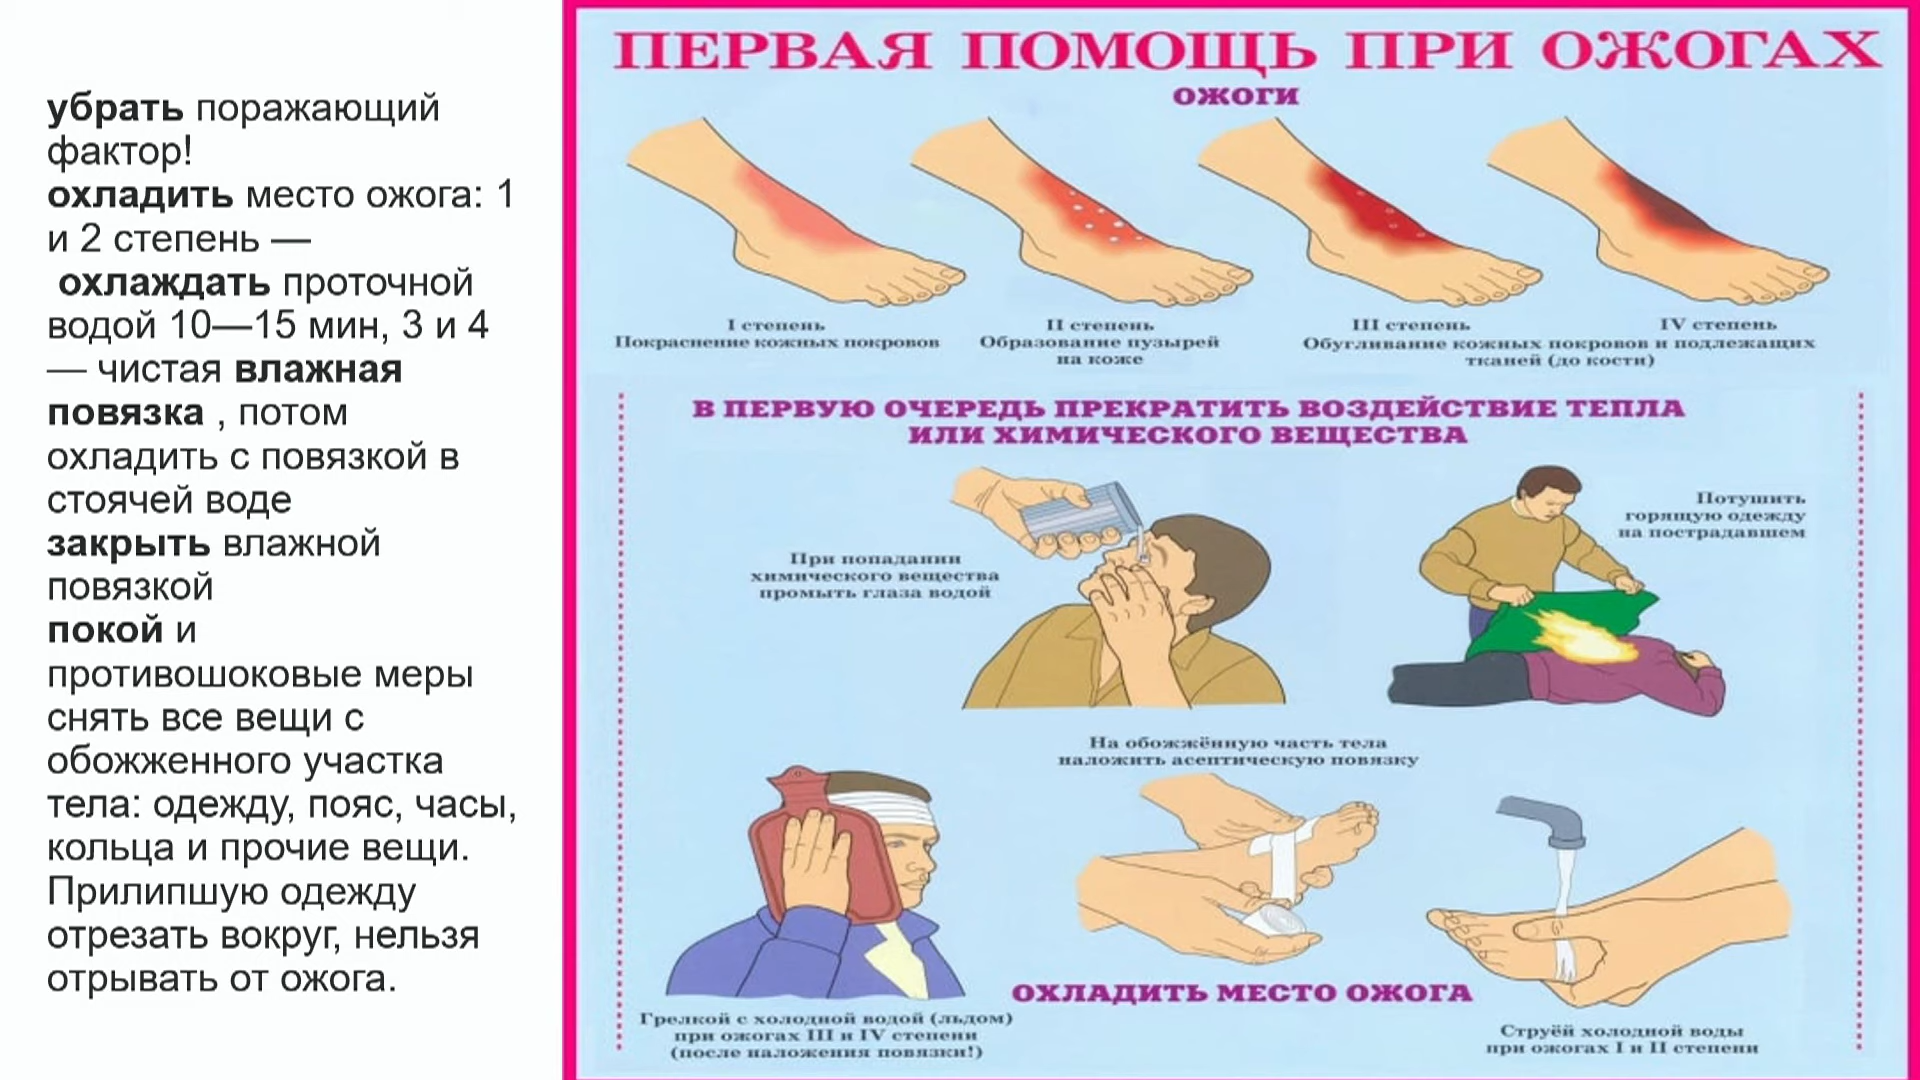 убрать поражающий
фактор!
охладить место ожога: 1
и 2 степень —
охлаждать проточной
водой 10—15 мин, 3 и 4
— чистая влажная
повязка , потом
охладить с повязкой в
стоячей воде
закрыть влажной
повязкой
покой и
противошоковые меры
снять все вещи с
обожженного участка
тела: одежду, пояс, часы,
кольца и прочие вещи.
Прилипшую одежду
отрезать вокруг, нельзя
отрывать от ожога.
ПЕРВАЯ ПОМОЩЬ ПРИ ОЖОГАХ
ОЖОГИ
I степень
Покраснение кожных покровов
II степень
Образование пузырей
на коже
III степень
IV степень
Обугливание кожных покровов и подлежащих
тканей (до кости)
В ПЕРВУЮ ОЧЕРЕДЬ ПРЕКРАТИТЬ ВОЗДЕЙСТВИЕ ТЕПЛА
ИЛИ ХИМИЧЕСКОГО ВЕЩЕСТВА
При попадании
химического вещества
промыть глаза водой
Потушить
горящую одежду
на пострадавшем
На обожжённую часть тела
наложить асептическую повязку
ОХЛАДИТЬ МЕСТО ОЖОГА
Грелкой с холодной водой (льдом)
при ожогах III и IV степени
(после наложения повязки!)
Струёй холодной воды
при ожогах I и II степени